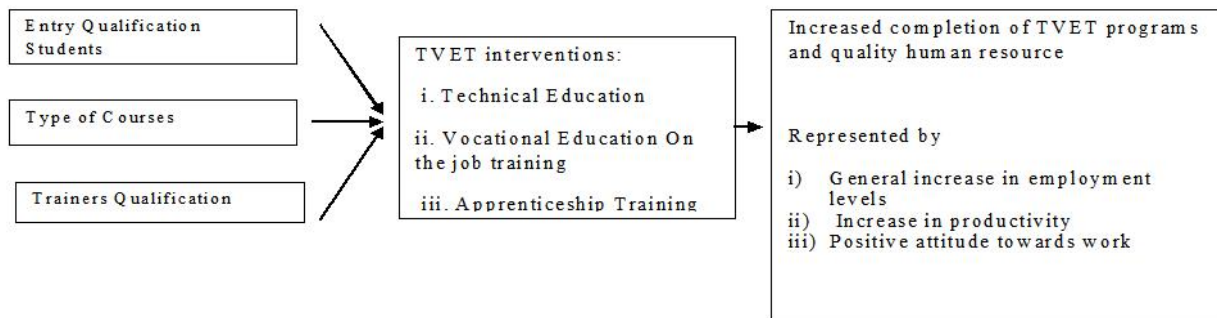 Entry Qualification
Students
Type of Courses
Trainers Qualification
TVET interventions:
i. Technical Education
ii. Vocational Education On
the job training
iii. Apprenticeship Training
Increased completion of TVET programs
and quality human resource
Represented by
i) General increase in employment
levels
ii) Increase in productivity
iii) Positive attitude towards work